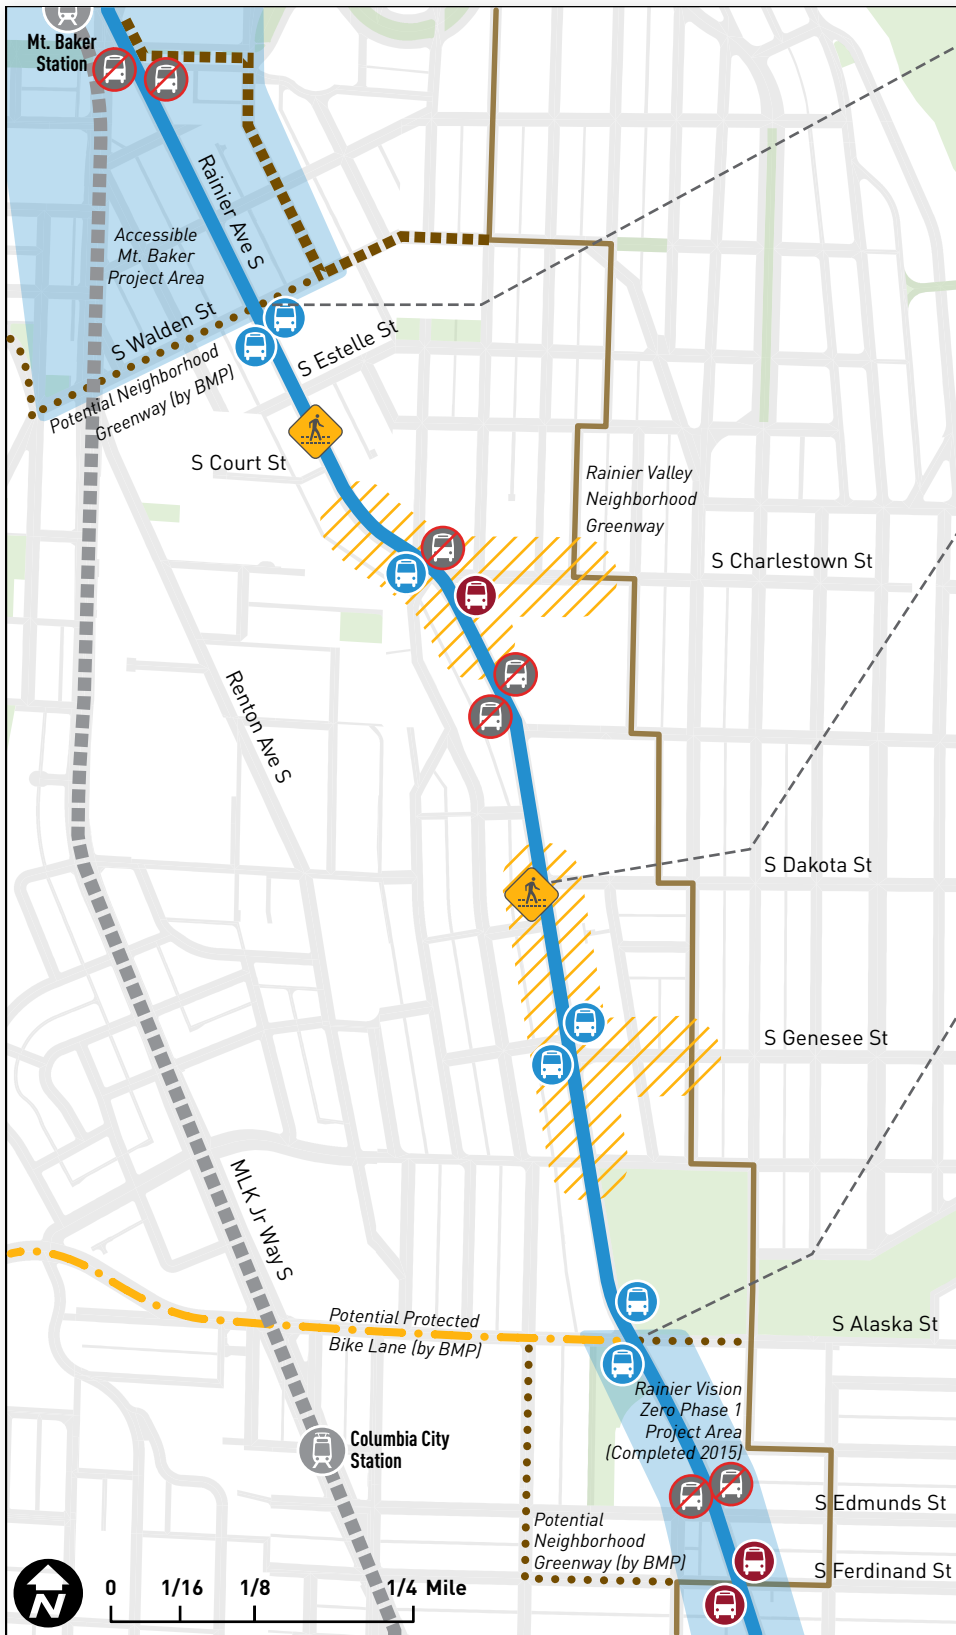 Mt. Baker
Station
Rainier Ave S
Accessible
Mt. Baker
Project Area
S Walden St
S Estelle St
Potential Neighborhood
Greenway (by BMP)
S Court St
Rainier Valley
Neighborhood
Greenway
S Charlestown St
Renton Ave S
S Dakota St
S Genesee St
MLK Jr Way S
Potential Protected
Bike Lane (by BMP)
S Alaska St
Rainier Vision
Zero Phase 1
Project Area
(Completed 2015)
Columbia City
Station
S Edmunds St
Potential
Neighborhood
Greenway (by BMP)
S Ferdinand St
N
0 1/16 1/8 1/4 Mile